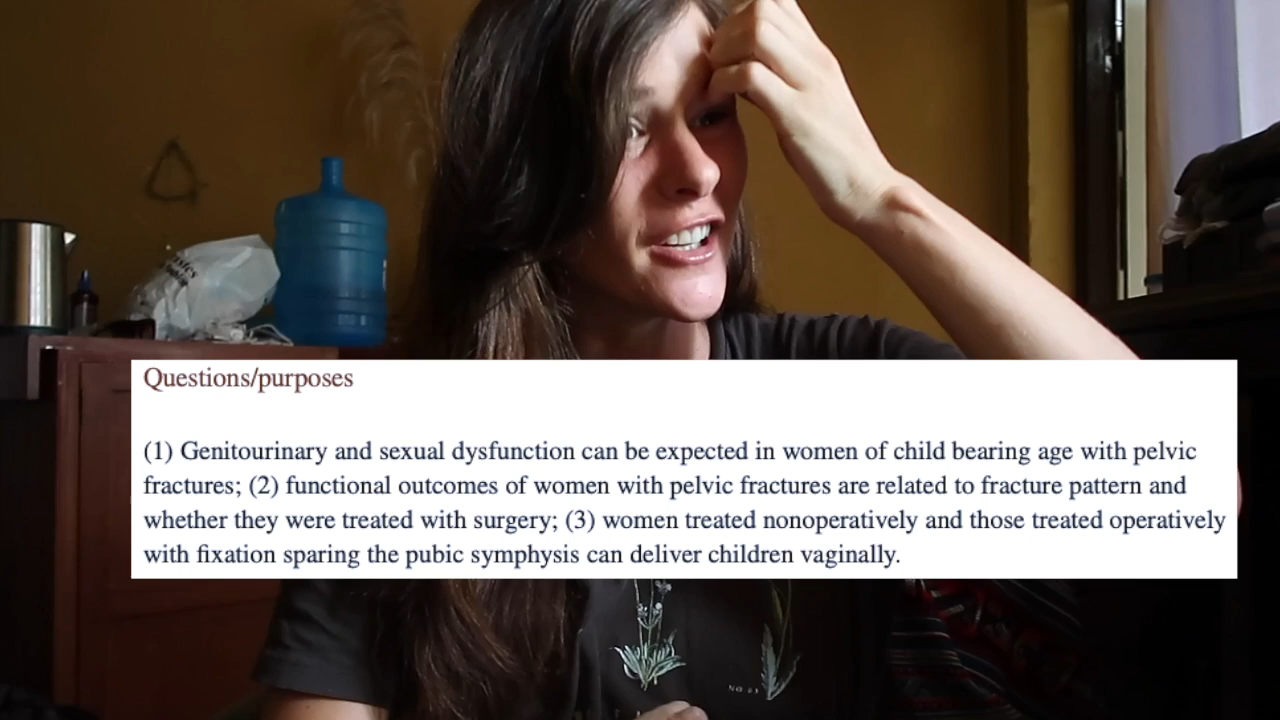 Questions/purposes
(1) Genitourinary and sexual dysfunction can be expected in women of child bearing age with pelvic
fractures; (2) functional outcomes of women with pelvic fractures are related to fracture pattern and
whether they were treated with surgery; (3) women treated nonoperatively and those treated operatively
with fixation sparing the pubic symphysis can deliver children vaginally.